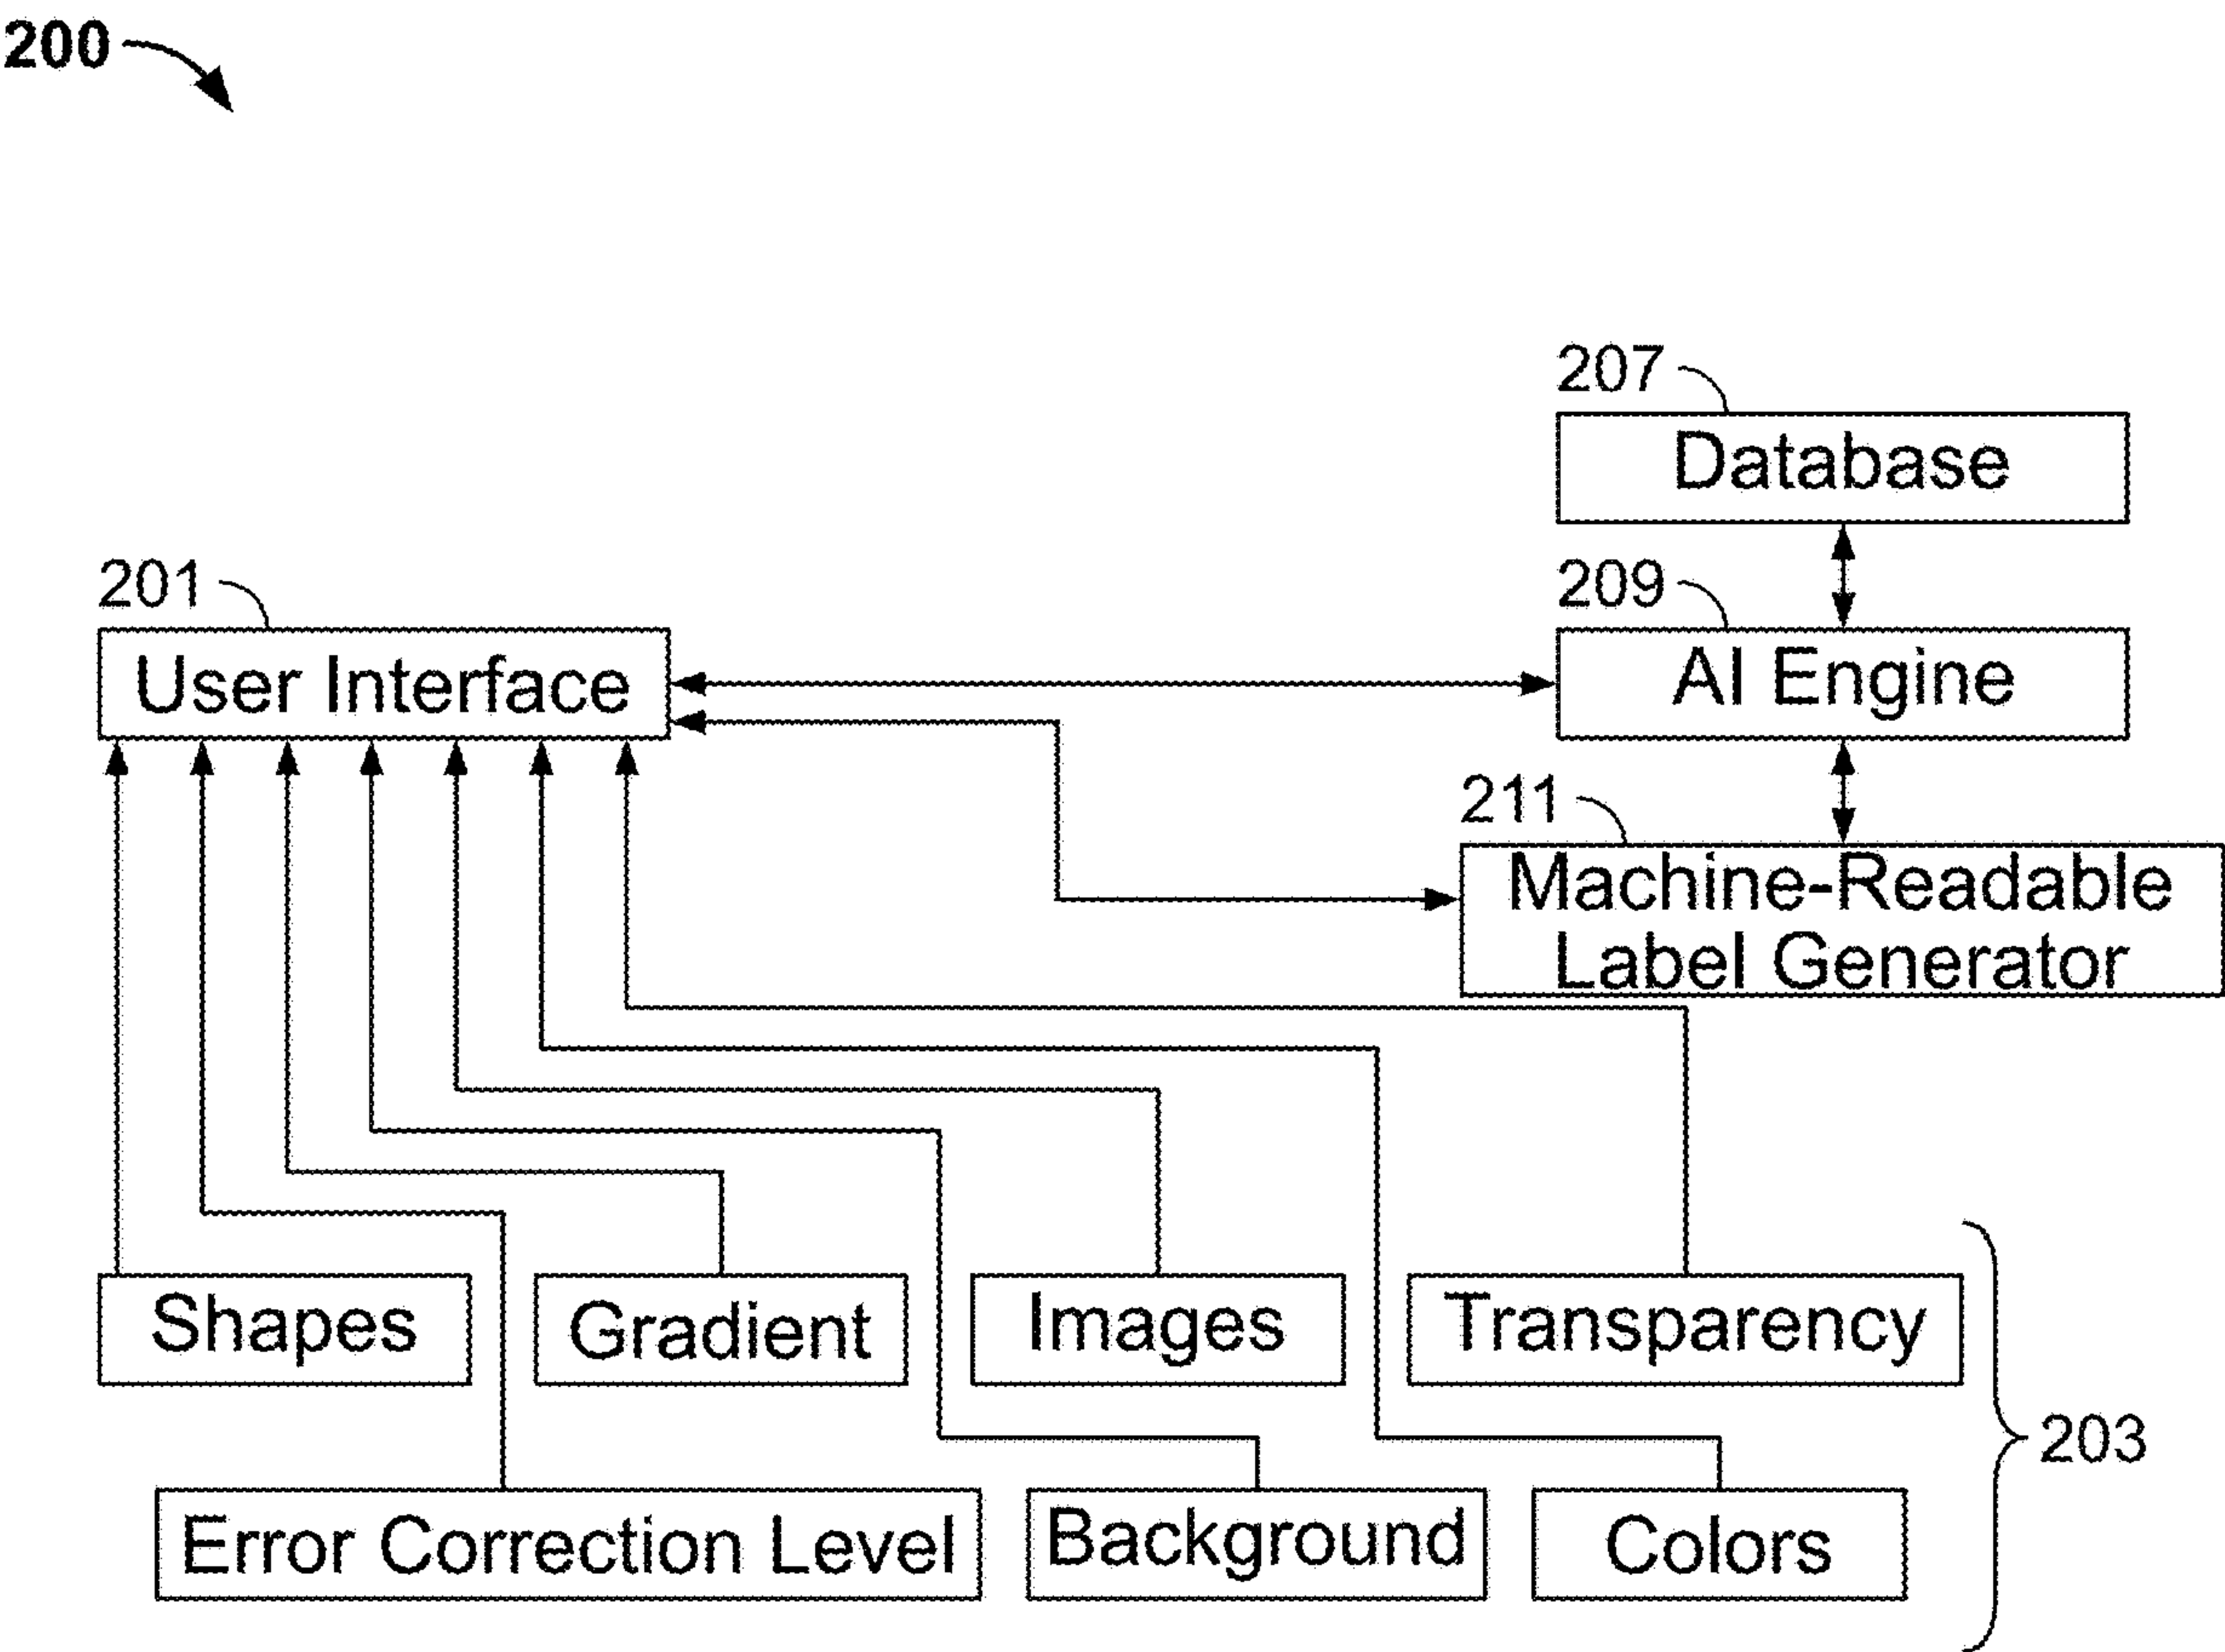 200
207
Database
201
209
User Interface
AI Engine
211
Machine-Readable
Label Generator
Shapes
Gradient
Images
Transparency
203
Error Correction Level
Background
Colors